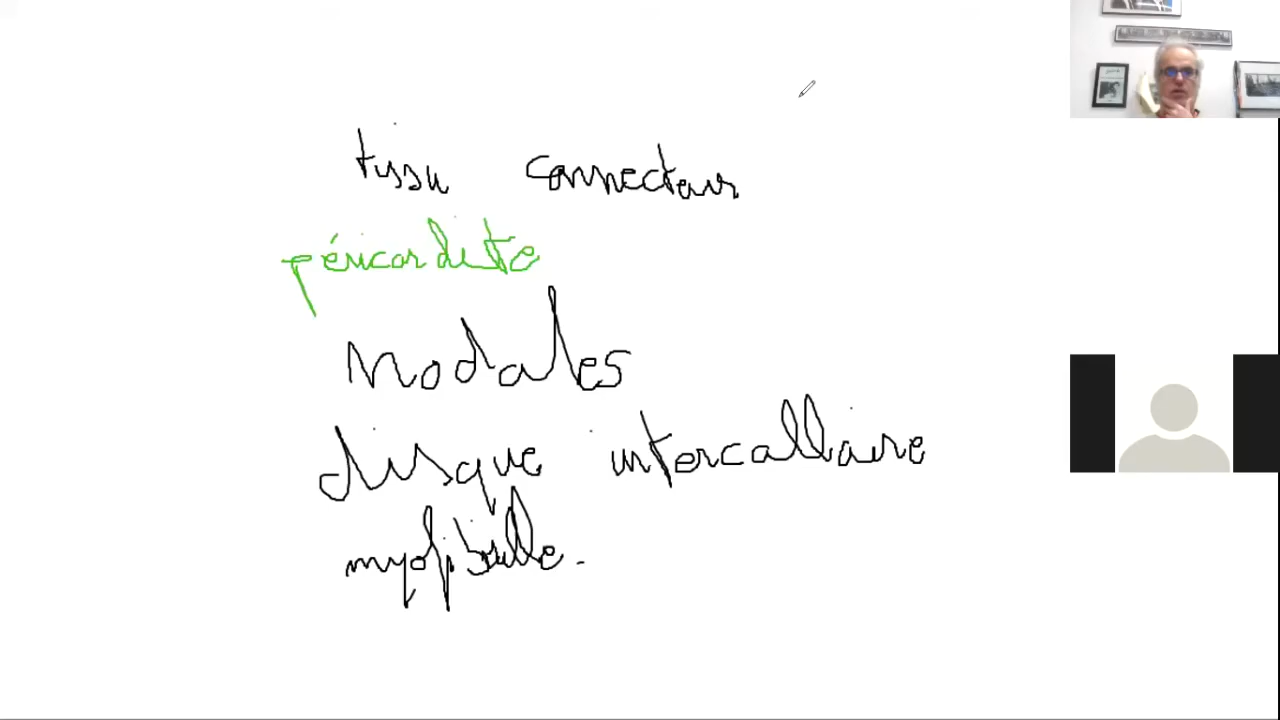 tissu connecteur
péricardite
Nodales
disque intercallaire
myofibrille.